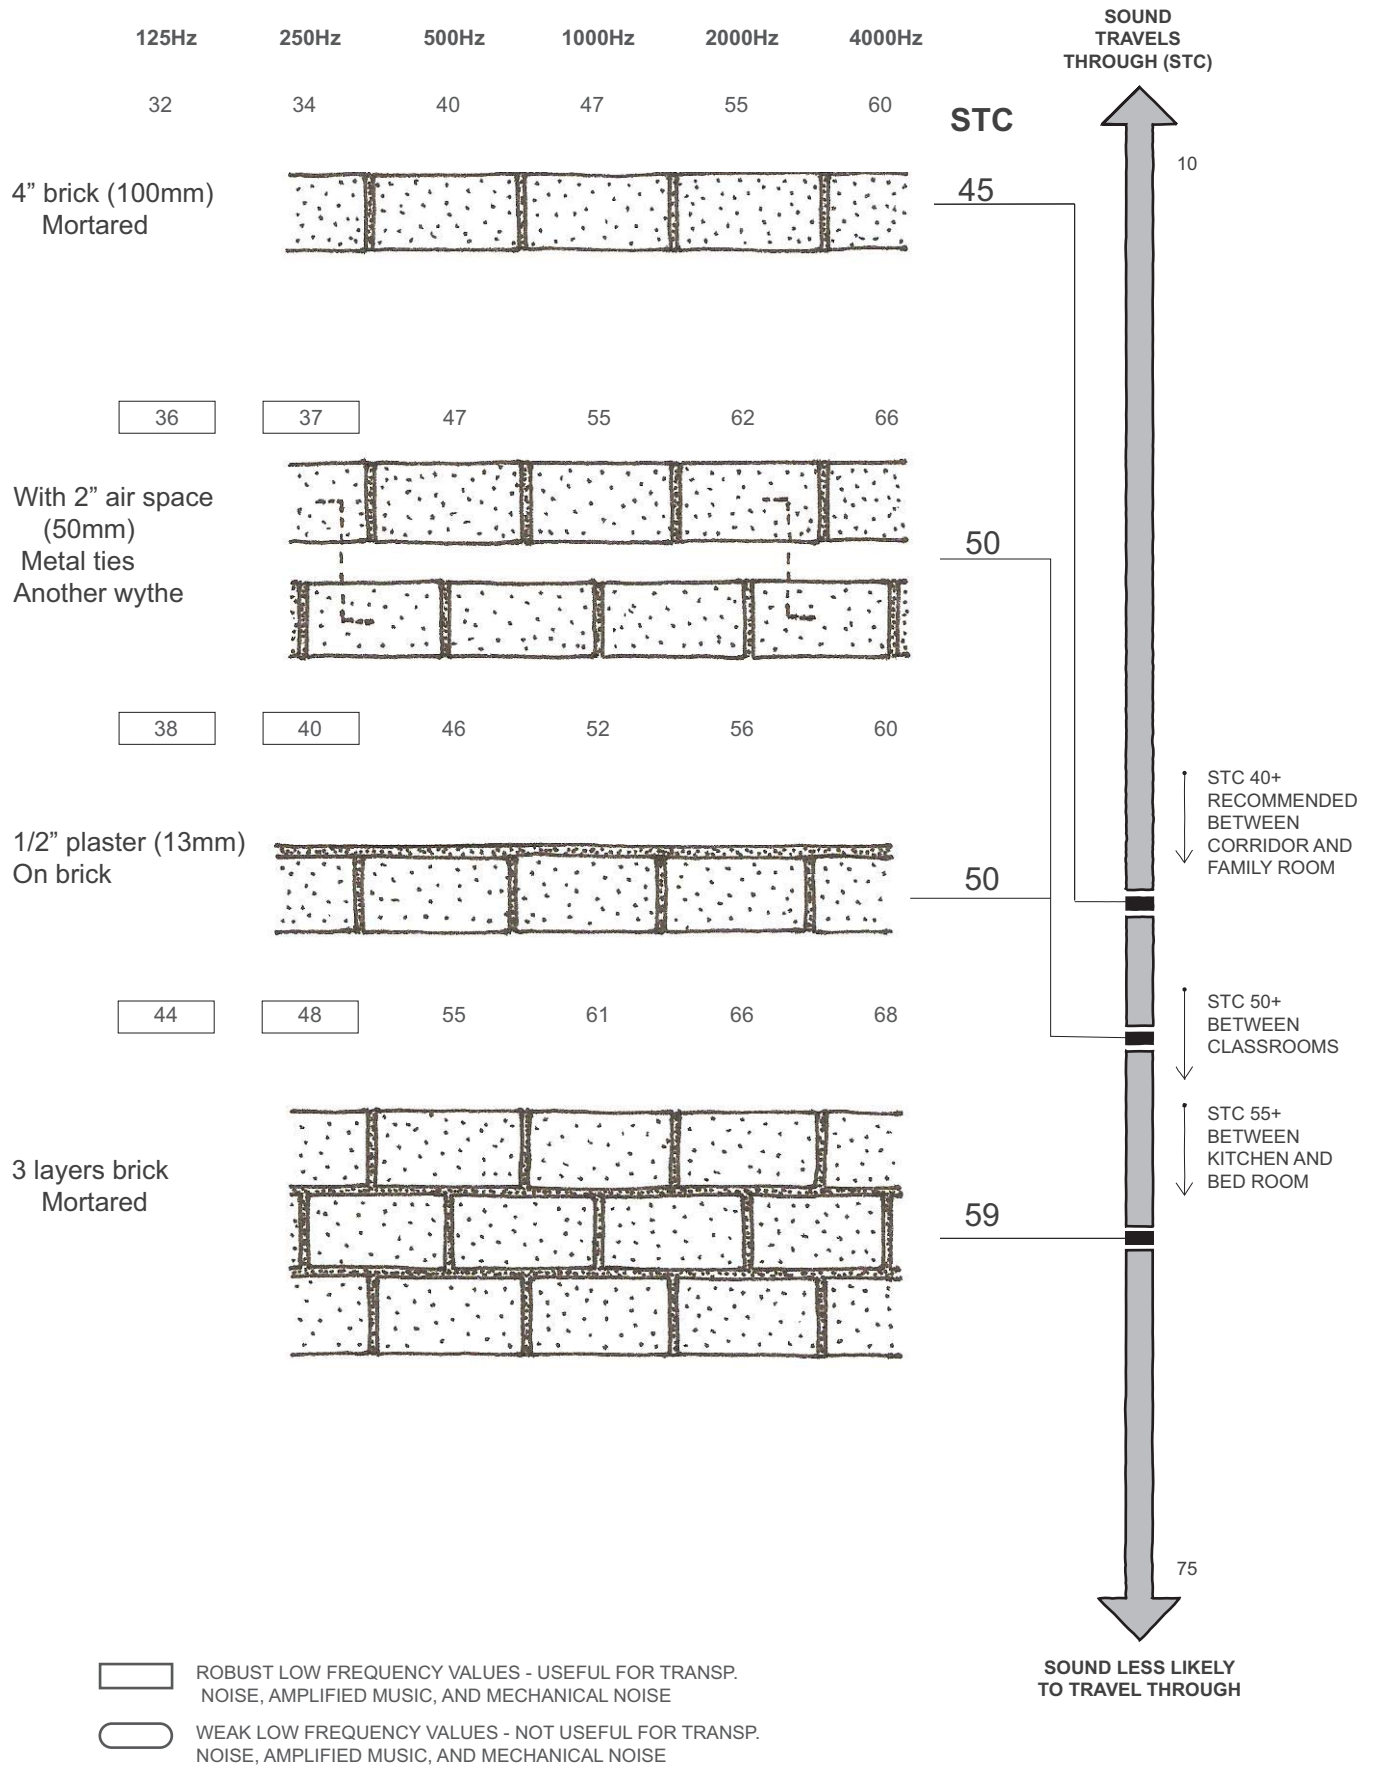 125Hz 250Hz 500Hz 1000Hz 2000Hz 4000Hz
SOUND
TRAVELS
THROUGH (STC)
32 34 40 47 55 60
STC
10
4” brick (100mm)
Mortared
45
36 37 47 55 62 66
With 2” air space
(50mm)
Metal ties
Another wythe
50
38 40 46 52 56 60
STC 40+
RECOMMENDED
BETWEEN
CORRIDOR AND
FAMILY ROOM
1/2” plaster (13mm)
On brick
50
44 48 55 61 66 68
STC 50+
BETWEEN
CLASSROOMS
STC 55+
BETWEEN
KITCHEN AND
BED ROOM
3 layers brick
Mortared
59
75
SOUND LESS LIKELY
TO TRAVEL THROUGH
ROBUST LOW FREQUENCY VALUES - USEFUL FOR TRANSP.
NOISE, AMPLIFIED MUSIC, AND MECHANICAL NOISE
WEAK LOW FREQUENCY VALUES - NOT USEFUL FOR TRANSP.
NOISE, AMPLIFIED MUSIC, AND MECHANICAL NOISE